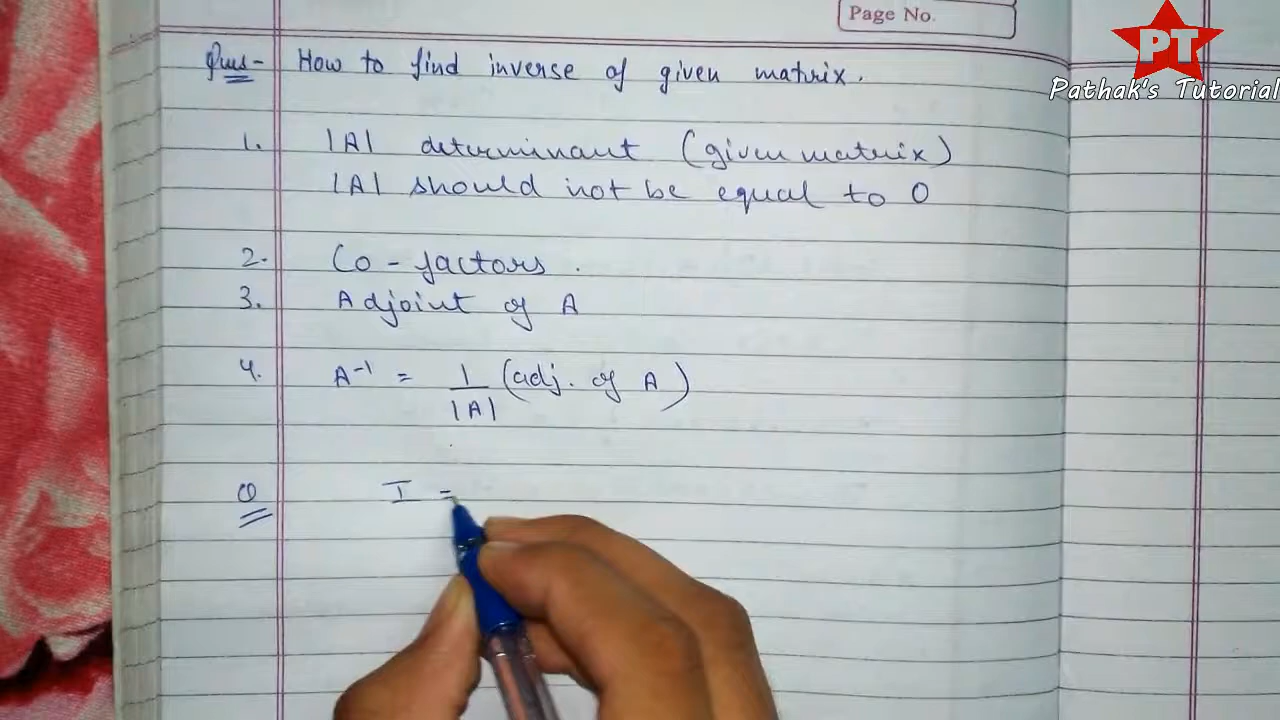 Page No.
PT
Pathak's Tutorial
Ques- How to find inverse of given matrix.
1. |A| determinant (given matrix)
|A| should not be equal to 0
2. Co-factors.
3. Adjoint of A
4. A⁻¹ = 1/|A| (adj. of A)
Q I =